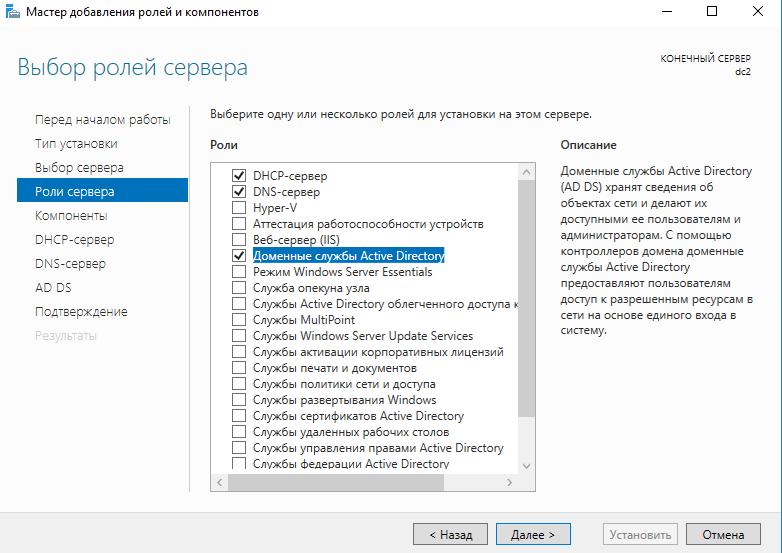 Мастер добавления ролей и компонентов
Выбор ролей сервера
КОНЕЧНЫЙ СЕРВЕР
dc2
Перед началом работы
Тип установки
Выбор сервера
Роли сервера
Компоненты
DHCP-сервер
DNS-сервер
AD DS
Подтверждение
Результаты
Выберите одну или несколько ролей для установки на этом сервере.
Роли
DHCP-сервер
DNS-сервер
Hyper-V
Аттестация работоспособности устройств
Веб-сервер (IIS)
Доменные службы Active Directory
Режим Windows Server Essentials
Служба опекуна узла
Службы Active Directory облегченного доступа к
Службы MultiPoint
Службы Windows Server Update Services
Службы активации корпоративных лицензий
Службы печати и документов
Службы политики сети и доступа
Службы развертывания Windows
Службы сертификатов Active Directory
Службы удаленных рабочих столов
Службы управления правами Active Directory
Службы федерации Active Directory
Описание
Доменные службы Active Directory
(AD DS) хранят сведения об
объектах сети и делают их
доступными ее пользователям и
администраторам. С помощью
контроллеров домена доменные
службы Active Directory
предоставляют пользователям
доступ к разрешенным ресурсам в
сети на основе единого входа в
систему.
< Назад
Далее >
Установить
Отмена